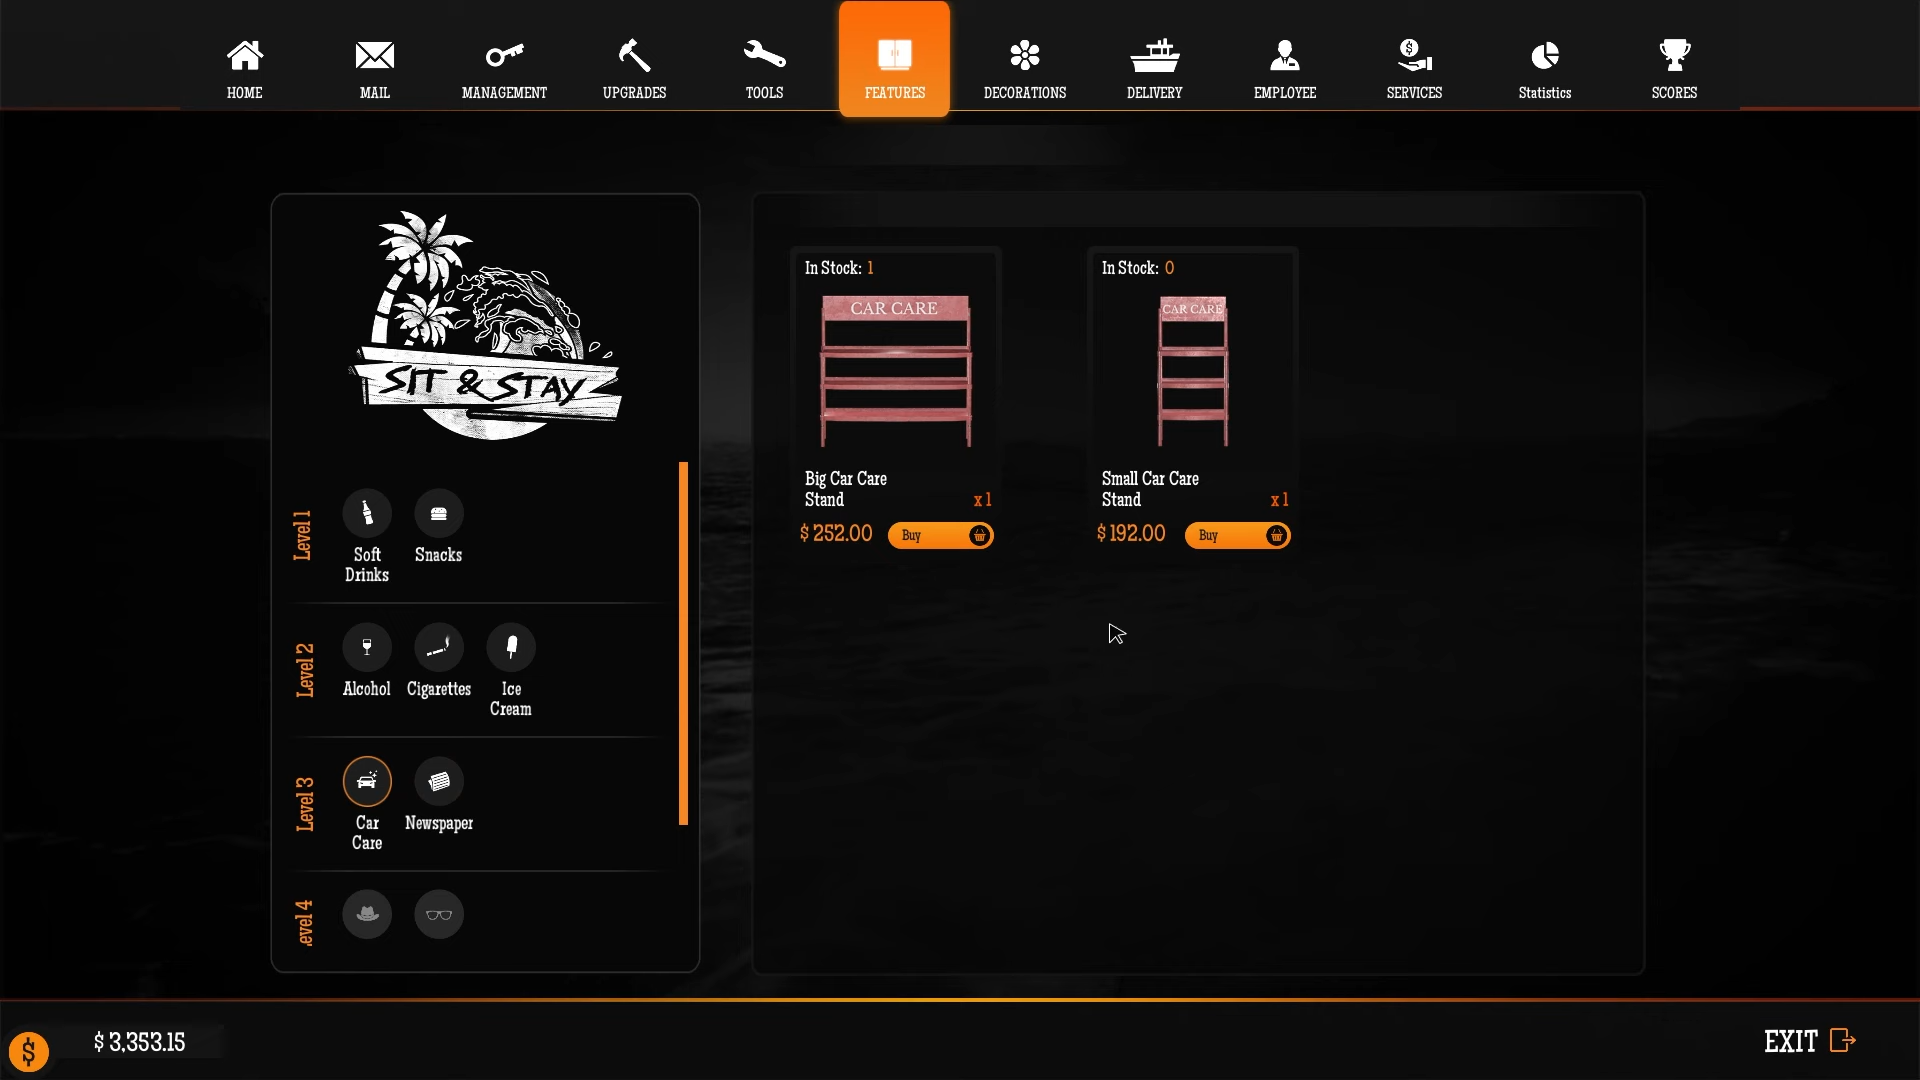 HOME
MAIL
MANAGEMENT
UPGRADES
TOOLS
FEATURES
DECORATIONS
DELIVERY
EMPLOYEE
SERVICES
Statistics
SCORES
SIT & STAY
Level 1
Soft
Drinks
Snacks
Level 2
Alcohol
Cigarettes
Ice
Cream
Level 3
Car
Care
Newspaper
evel 4
In Stock: 1
CAR CARE
Big Car Care
Stand
x 1
$ 252.00
Buy
In Stock: 0
CAR CARE
Small Car Care
Stand
x 1
$ 192.00
Buy
$
$ 3,353.15
EXIT